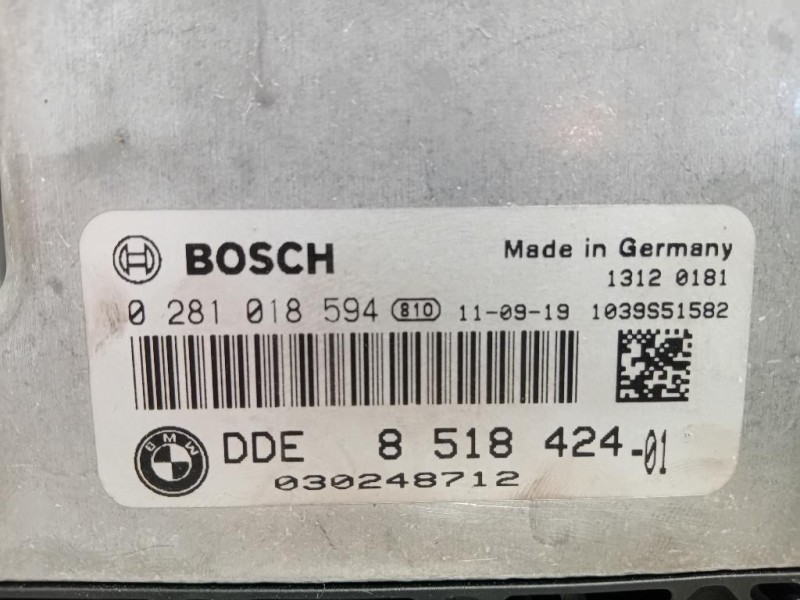 BOSCH
Made in Germany
1312 0181
0 281 018 594 810 11-09-19 1039S51582
BMW
DDE 8 518 424-01
030248712